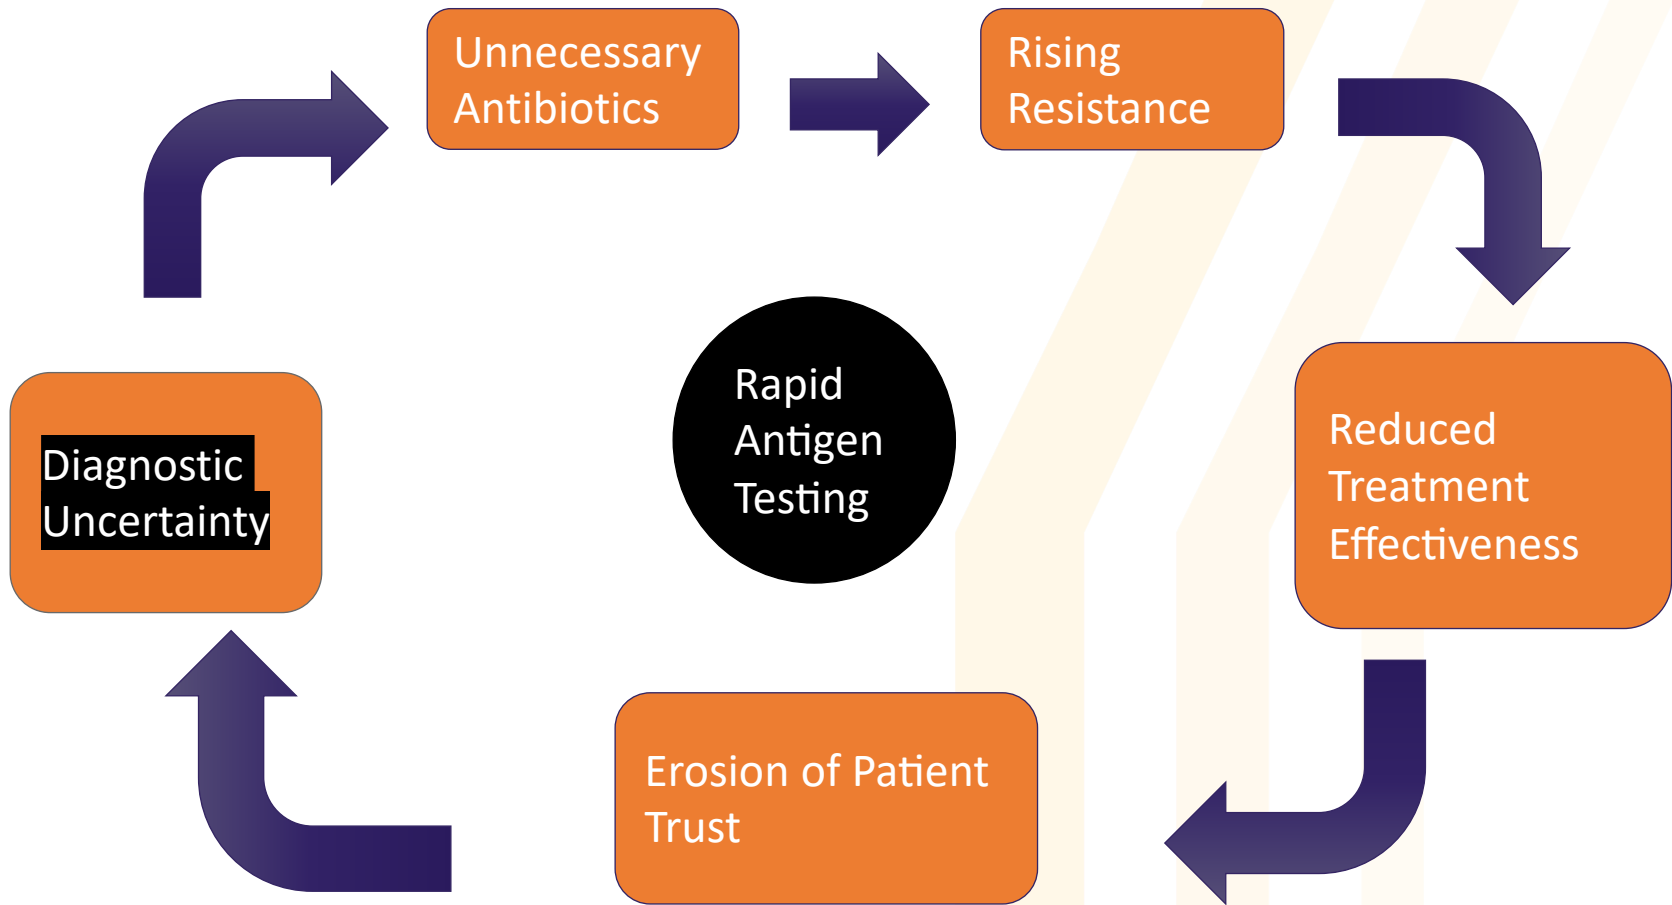 Unnecessary
Antibiotics
Rising
Resistance
Rapid
Antigen
Testing
Diagnostic
Uncertainty
Reduced
Treatment
Effectiveness
Erosion of Patient
Trust